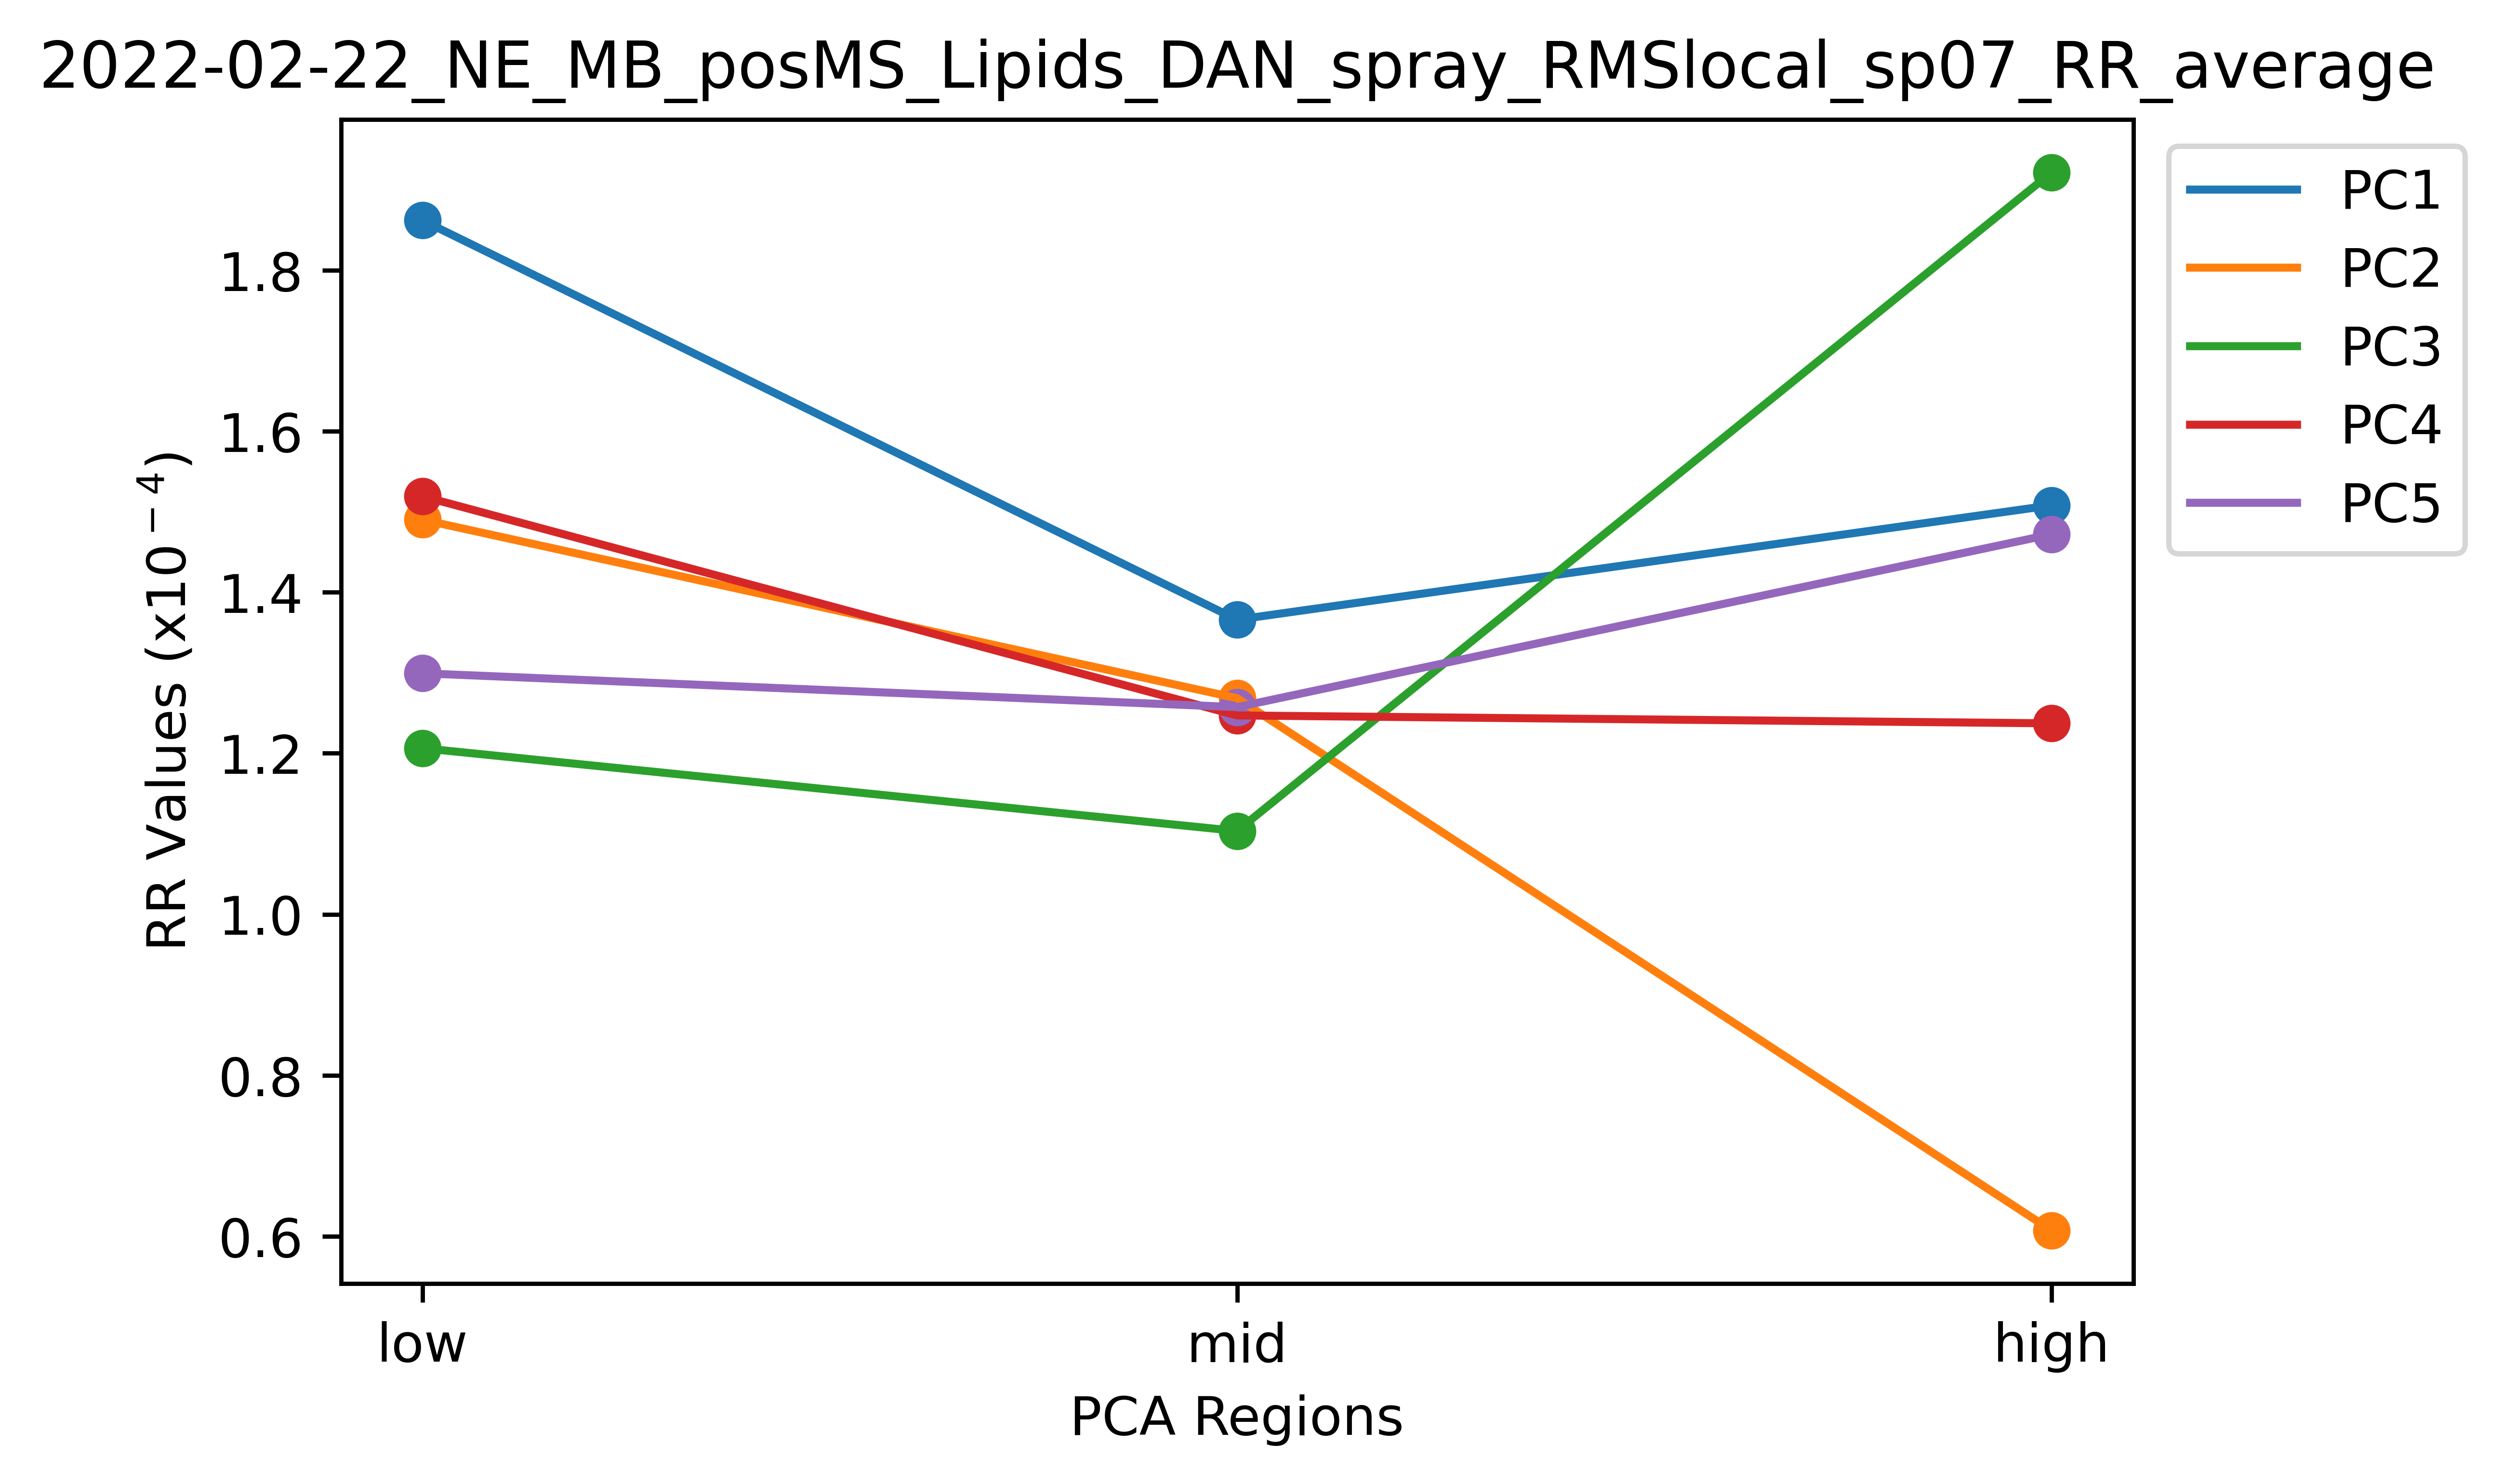 2022-02-22_NE_MB_posMS_Lipids_DAN_spray_RMSlocal_sp07_RR_average
PC1
PC2
PC3
PC4
PC5
RR Values (x10⁻⁴)
1.8
1.6
1.4
1.2
1.0
0.8
0.6
low mid high
PCA Regions